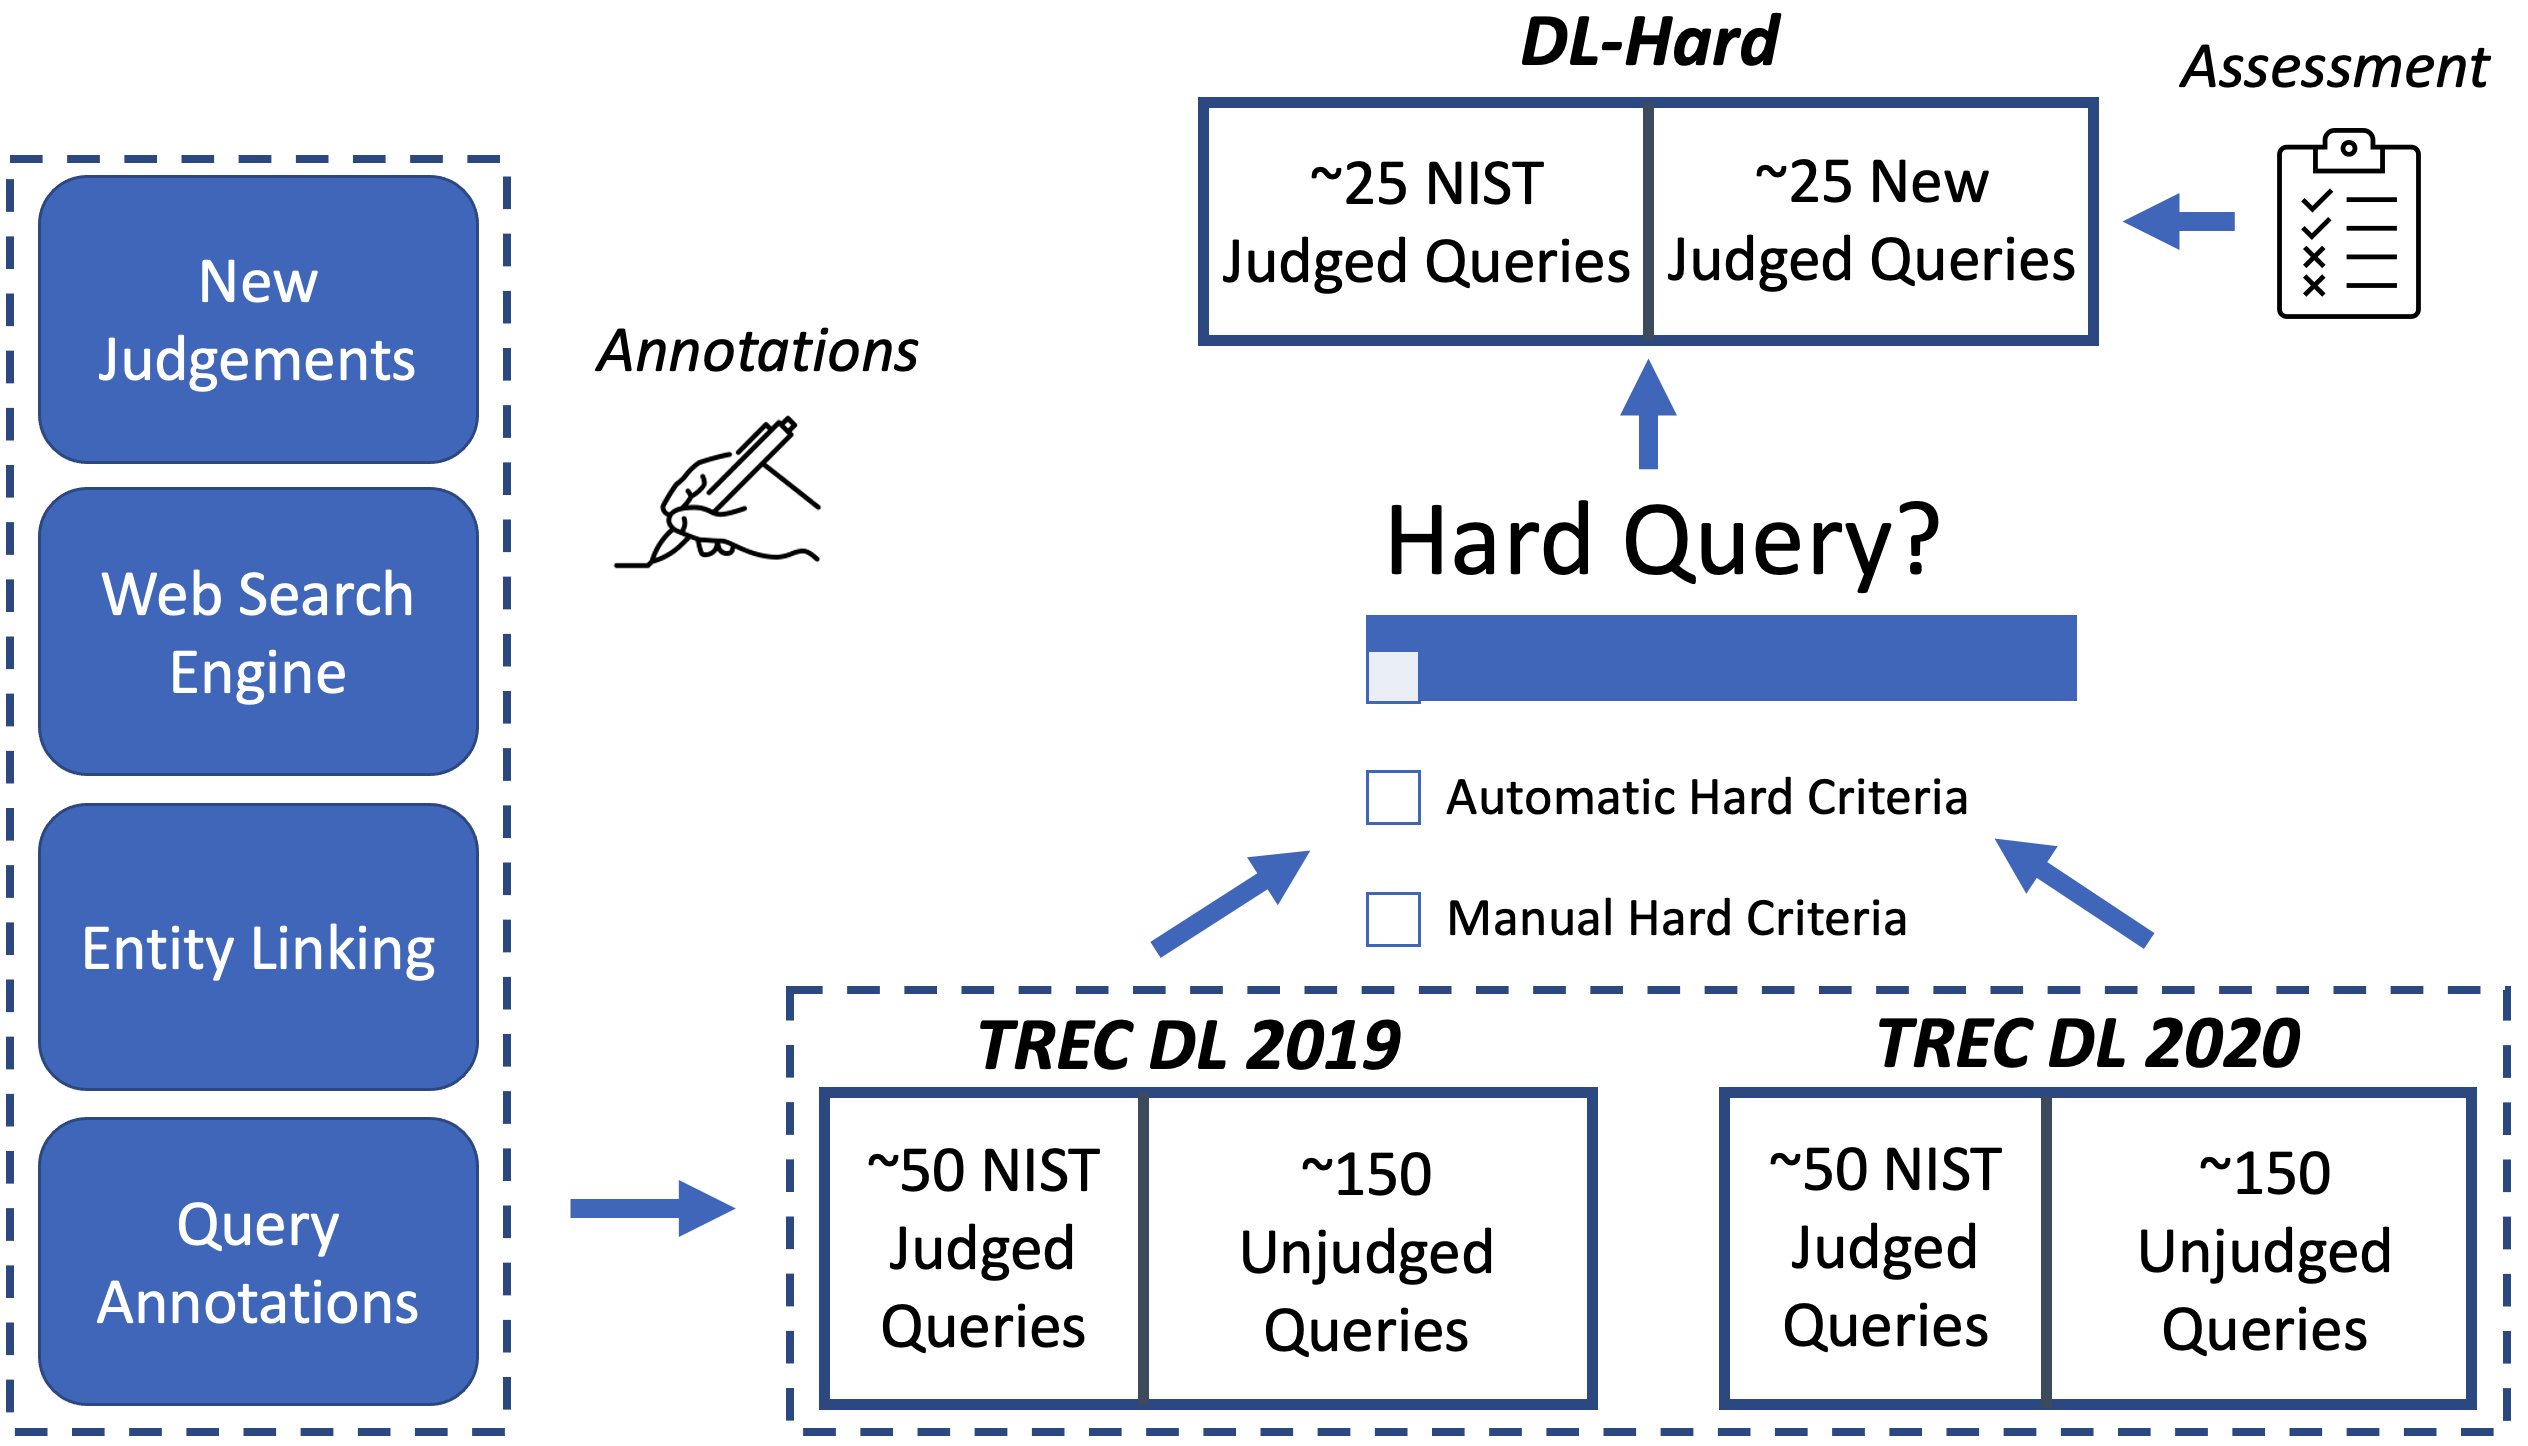 New
Judgements
Web Search
Engine
Entity Linking
Query
Annotations
Annotations
DL-Hard
~25 NIST
Judged Queries
~25 New
Judged Queries
Assessment
Hard Query?
Automatic Hard Criteria
Manual Hard Criteria
TREC DL 2019
~50 NIST
Judged
Queries
~150
Unjudged
Queries
TREC DL 2020
~50 NIST
Judged
Queries
~150
Unjudged
Queries